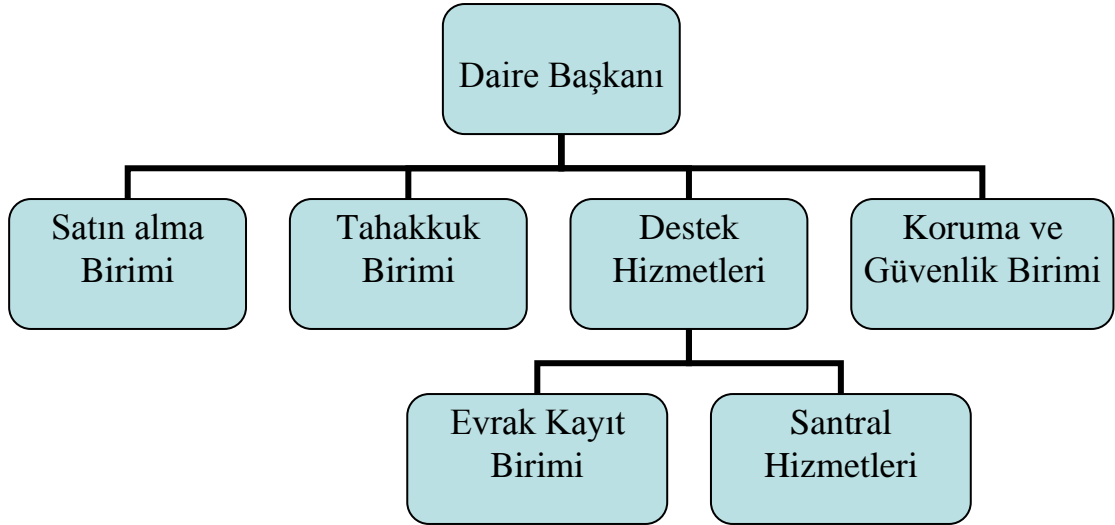 Daire Başkanı
Satın alma
Birimi
Tahakkuk
Birimi
Destek
Hizmetleri
Koruma ve
Güvenlik Birimi
Evrak Kayıt
Birimi
Santral
Hizmetleri